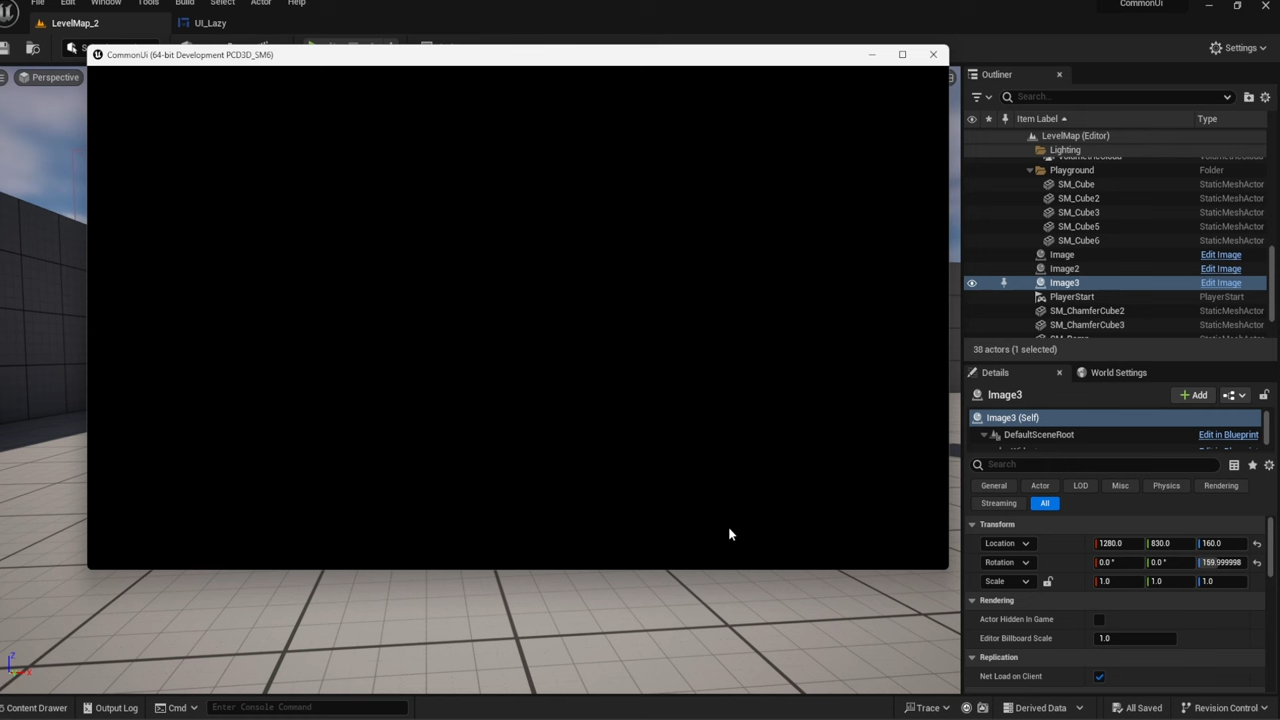 File Edit Window Tools Build Select Actor Help
CommonUi
LevelMap_2
UI_Lazy
Settings
CommonUi (64-bit Development PCD3D_SM6)
Perspective
Outliner
Search...
Item Label
Type
LevelMap (Editor)
Lighting
Playground
Folder
SM_Cube
StaticMeshActor
SM_Cube2
StaticMeshActor
SM_Cube3
StaticMeshActor
SM_Cube5
StaticMeshActor
SM_Cube6
StaticMeshActor
Image
Edit Image
Image2
Edit Image
Image3
Edit Image
PlayerStart
PlayerStart
SM_ChamferCube2
StaticMeshActor
SM_ChamferCube3
StaticMeshActor
38 actors (1 selected)
Details
World Settings
Image3
Add
Image3 (Self)
DefaultSceneRoot
Edit in Blueprint
Search
General
Actor
LOD
Misc
Physics
Rendering
Streaming
All
Transform
Location
1280.0
830.0
160.0
Rotation
0.0 °
0.0 °
159.999998
Scale
1.0
1.0
1.0
Rendering
Actor Hidden In Game
Editor Billboard Scale
1.0
Replication
Net Load on Client
Z
X
Content Drawer
Output Log
Cmd
Enter Console Command
Trace
Derived Data
All Saved
Revision Control